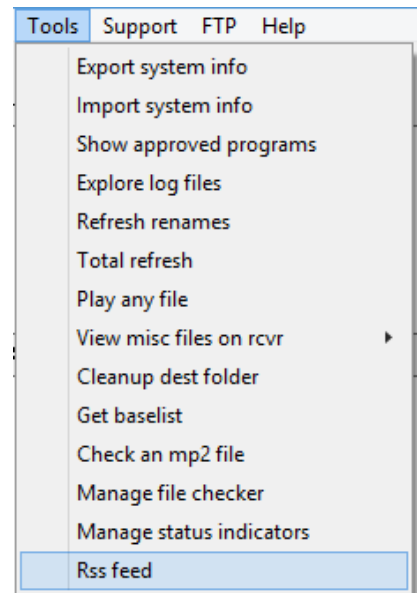 Tools Support FTP Help
Export system info
Import system info
Show approved programs
Explore log files
Refresh renames
Total refresh
Play any file
View misc files on rcvr
Cleanup dest folder
Get baselist
Check an mp2 file
Manage file checker
Manage status indicators
Rss feed